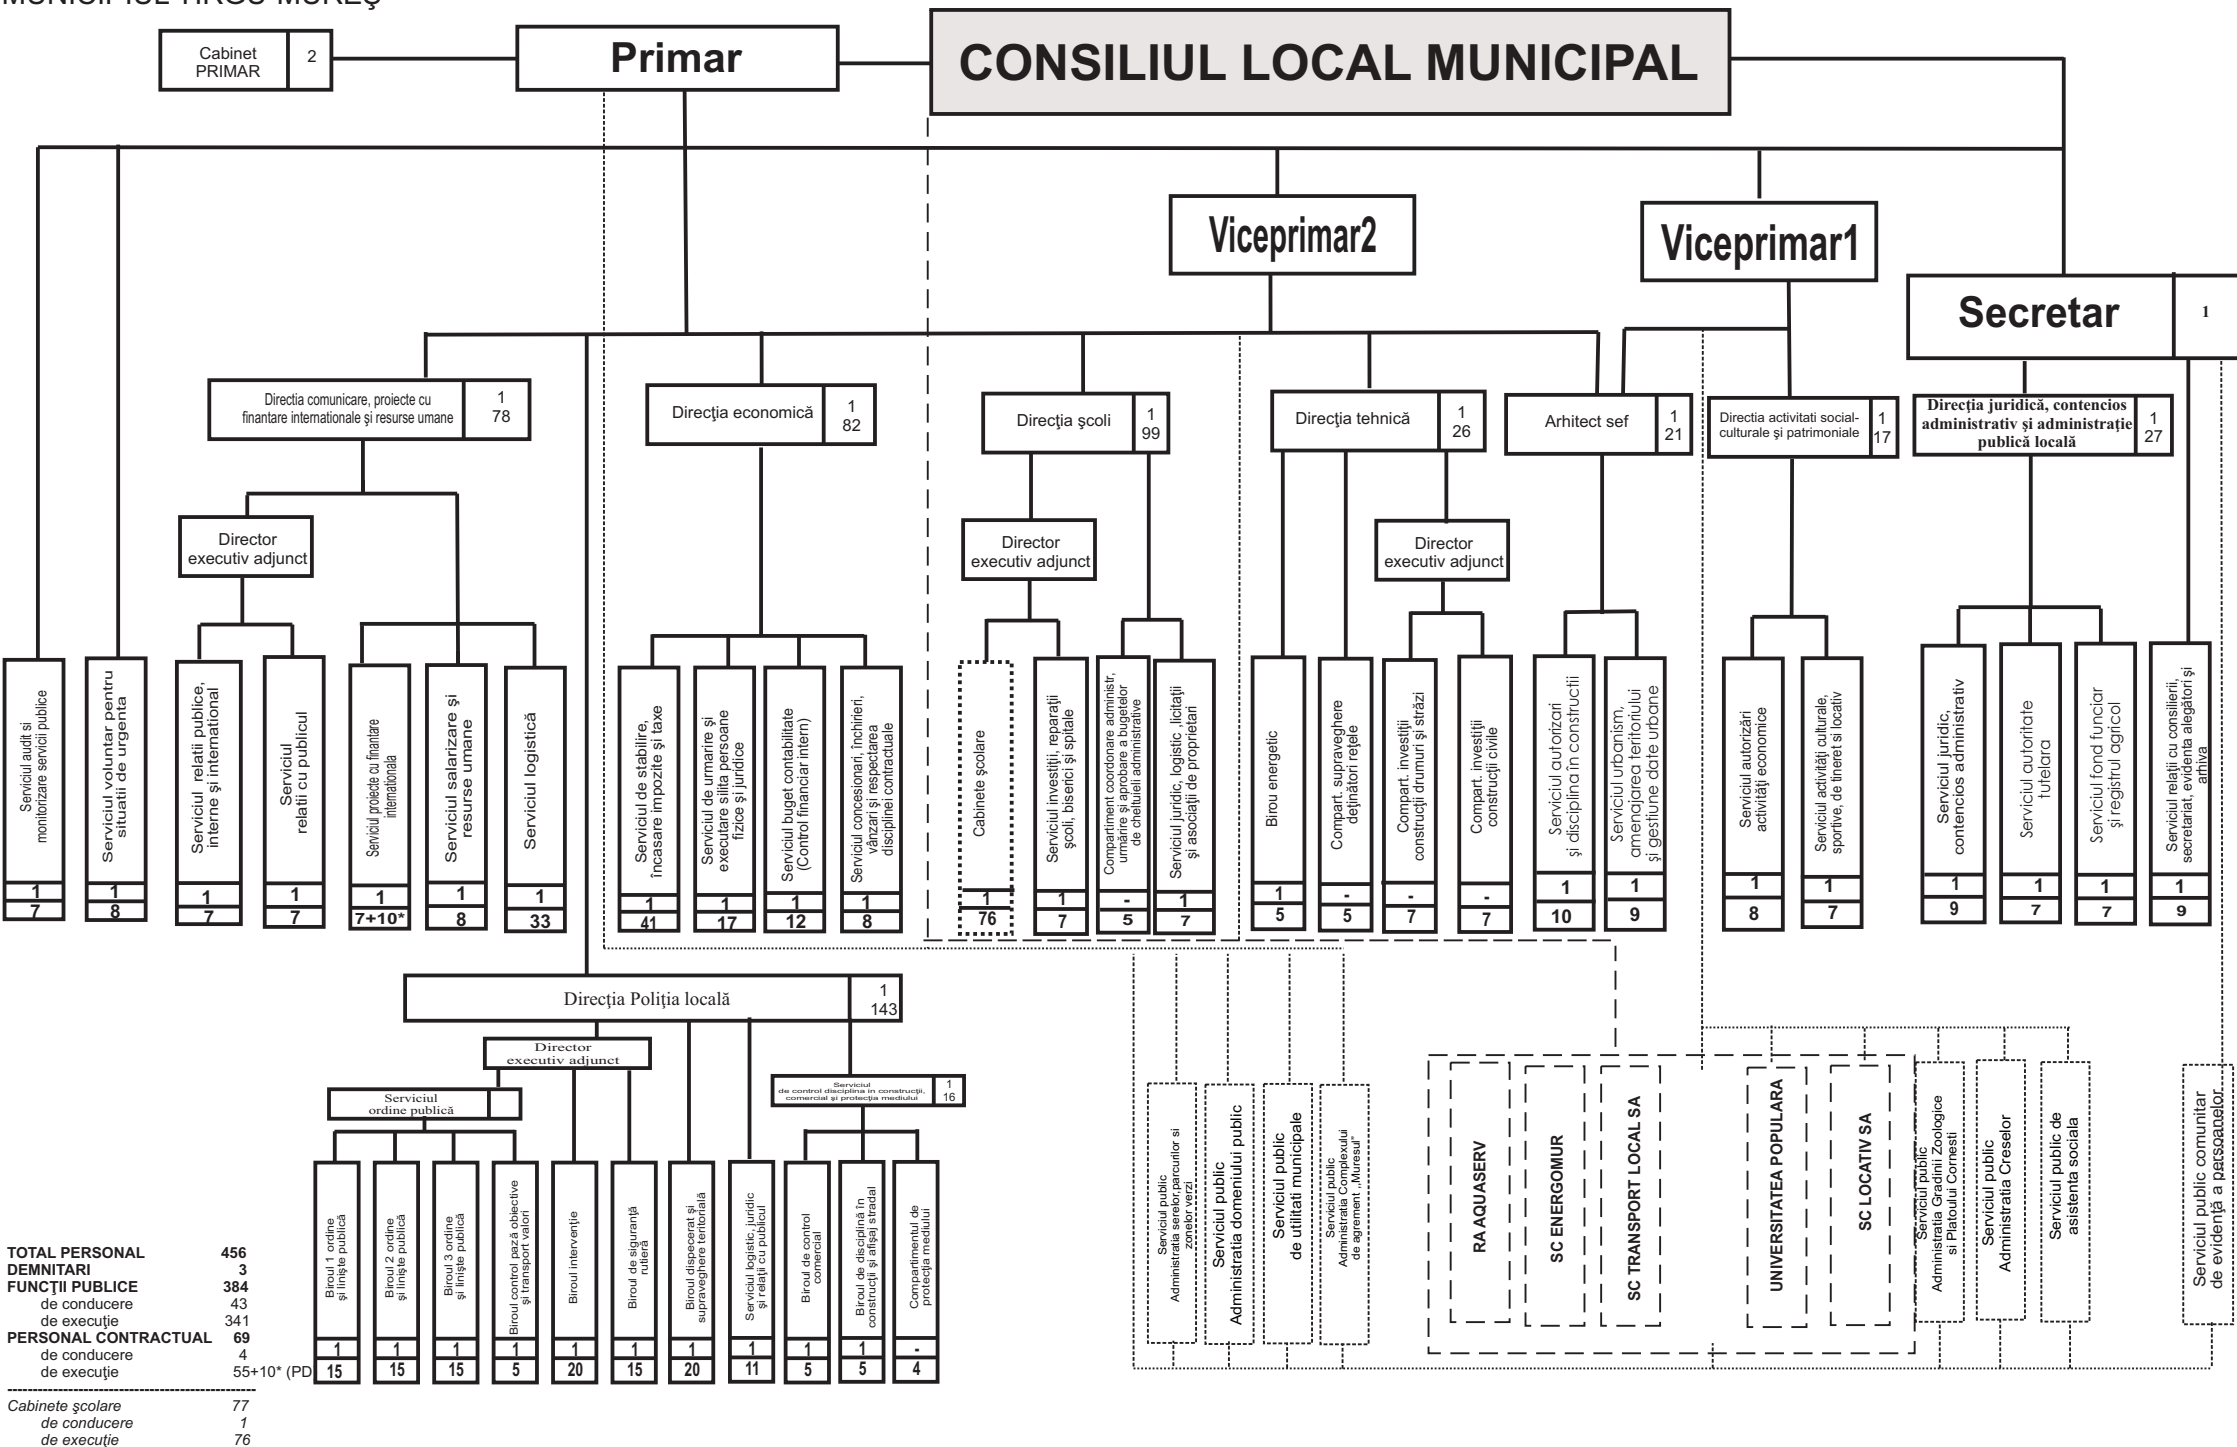 MUNICIPIUL TIRGU MUREŞ
Cabinet
PRIMAR
2
Primar
CONSILIUL LOCAL MUNICIPAL
Viceprimar2
Viceprimar1
Secretar
1
Directia comunicare, proiecte cu
finantare internationale şi resurse umane
1
78
Direcţia economică
1
82
Direcţia şcoli
1
99
Direcţia tehnică
1
26
Arhitect sef
1
21
Directia activitati social-
culturale şi patrimoniale
1
17
Direcţia juridică, contencios
administrativ şi administraţie
publică locală
1
27
Director
executiv adjunct
Director
executiv adjunct
Director
executiv adjunct
Serviciul audit si
monitorizare servicii publice
1
7
Serviciul voluntar pentru
situatii de urgenta
1
8
Serviciul relatii publice,
interne şi international
1
7
Serviciul
relatii cu publicul
1
7
Serviciul proiecte cu finantare
internationala
1
7+10*
Serviciul salarizare şi
resurse umane
1
8
Serviciul logistică
1
33
Serviciul de stabilire,
încasare impozite şi taxe
1
41
Serviciul de urmarire şi
executare silita persoane
fizice şi juridice
1
17
Serviciul buget contabilitate
(Control financiar intern)
1
12
Serviciul concesionari, închirieri,
vânzari şi respectarea
disciplinei contractuale
1
8
Cabinete şcolare
1
76
Serviciul investiţii, reparaţii
şcoli, biserici şi spitale
1
7
Compartiment coordonare administr,
urmărire şi aprobare a bugetelor
de cheltuieli administrative
-
5
Serviciul juridic, logistic ,licitaţii
şi asociaţii de proprietari
1
7
Birou energetic
1
5
Compart. supraveghere
deţinători reţele
-
5
Compart. investiţii
construcţii drumuri şi străzi
-
7
Compart. investiţii
construcţii civile
-
7
Serviciul autorizari
şi disciplina în constructii
1
10
Serviciul urbanism,
amenajarea teritoriului
şi gestiune date urbane
1
9
Serviciul autorizări
activităţi economice
1
8
Serviciul activităţi culturale,
sportive, de tineret si locativ
1
7
Serviciul juridic,
contencios administrativ
1
9
Serviciul autoritate
tutelara
1
7
Serviciul fond funciar
şi registrul agricol
1
7
Serviciul relaţii cu consilierii,
secretariat, evidenta alegători şi
arhiva
1
9
Direcţia Poliţia locală
1
143
Director
executiv adjunct
Serviciul
ordine publică
Serviciul
de control disciplina in construcţii,
comercial şi protecţia mediului
1
16
Biroul 1 ordine
şi linişte publică
1
15
Biroul 2 ordine
şi linişte publică
1
15
Biroul 3 ordine
şi linişte publică
1
15
Biroul control pază obiective
şi transport valori
1
5
Biroul intervenţie
1
20
Biroul de siguranţă
rutieră
1
15
Biroul dispecerat şi
supraveghere teritorială
1
20
Serviciul logistic, juridic
şi relaţii cu publicul
1
11
Biroul de control
comercial
1
5
Biroul de disciplină în
construcţii şi afişaj stradal
1
5
Compartimentul de
protecţia mediului
-
4
Serviciul public
Administratia serelor,parcurilor si
zonelor verzi
Serviciul public
Administratia domeniului public
Serviciul public
de utilitati municipale
Serviciul public
Administratia Complexului
de agrement „Muresul"
RA AQUASERV
SC ENERGOMUR
SC TRANSPORT LOCAL SA
UNIVERSITATEA POPULARA
SC LOCATIV SA
Serviciul public
Administratia Gradinii Zoologice
si Platoului Cornesti
Serviciul public
Administratia Creselor
Serviciul public de
asistenta sociala
Serviciul public comunitar
de evidenţă a persoanelor
TOTAL PERSONAL 456
DEMNITARI 3
FUNCŢII PUBLICE 384
de conducere 43
de execuţie 341
PERSONAL CONTRACTUAL 69
de conducere 4
de execuţie 55+10* (PD
Cabinete şcolare 77
de conducere 1
de execuţie 76